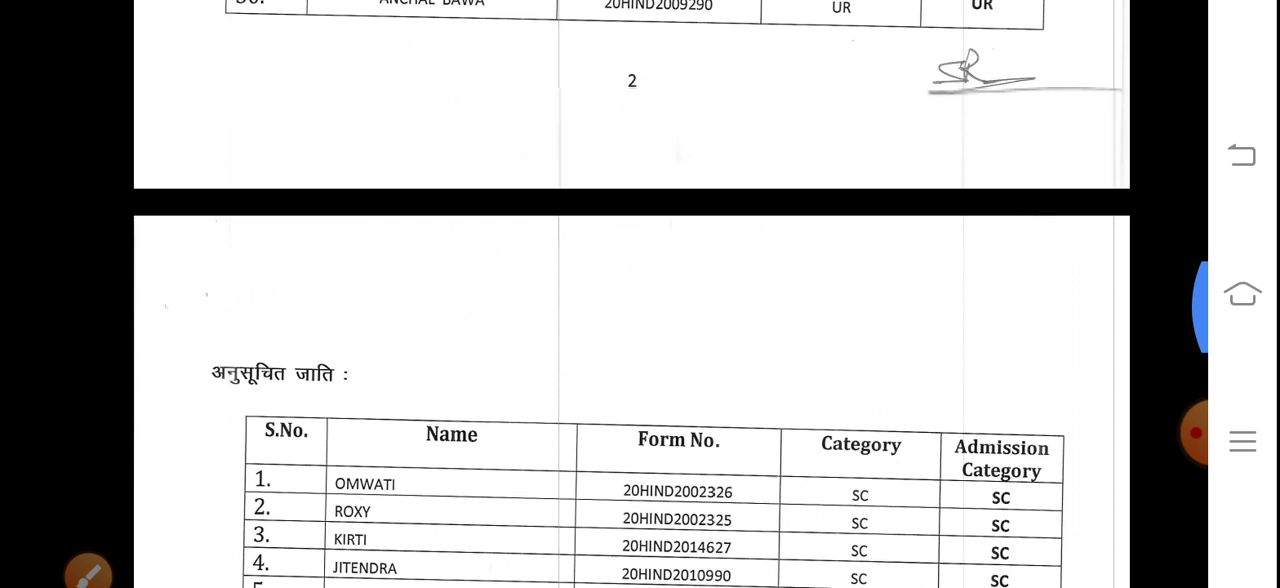 ANCHAL BAWA 20HIND2009290 UR UR
2
अनुसूचित जाति :
S.No. Name Form No. Category Admission Category
1. OMWATI 20HIND2002326 SC SC
2. ROXY 20HIND2002325 SC SC
3. KIRTI 20HIND2014627 SC SC
4. JITENDRA 20HIND2010990 SC SC